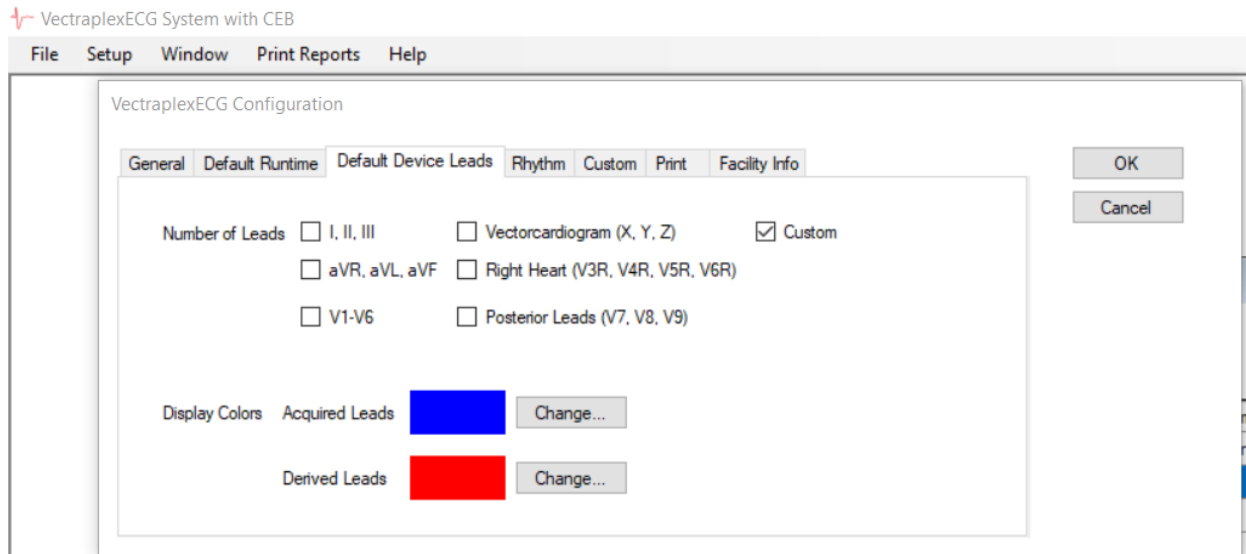 VectraplexECG System with CEB
File Setup Window Print Reports Help
VectraplexECG Configuration
General Default Runtime Default Device Leads Rhythm Custom Print Facility Info
OK
Cancel
Number of Leads I, II, III Vectorcardiogram (X, Y, Z) Custom
aVR, aVL, aVF Right Heart (V3R, V4R, V5R, V6R)
V1-V6 Posterior Leads (V7, V8, V9)
Display Colors Acquired Leads Change...
Derived Leads Change...